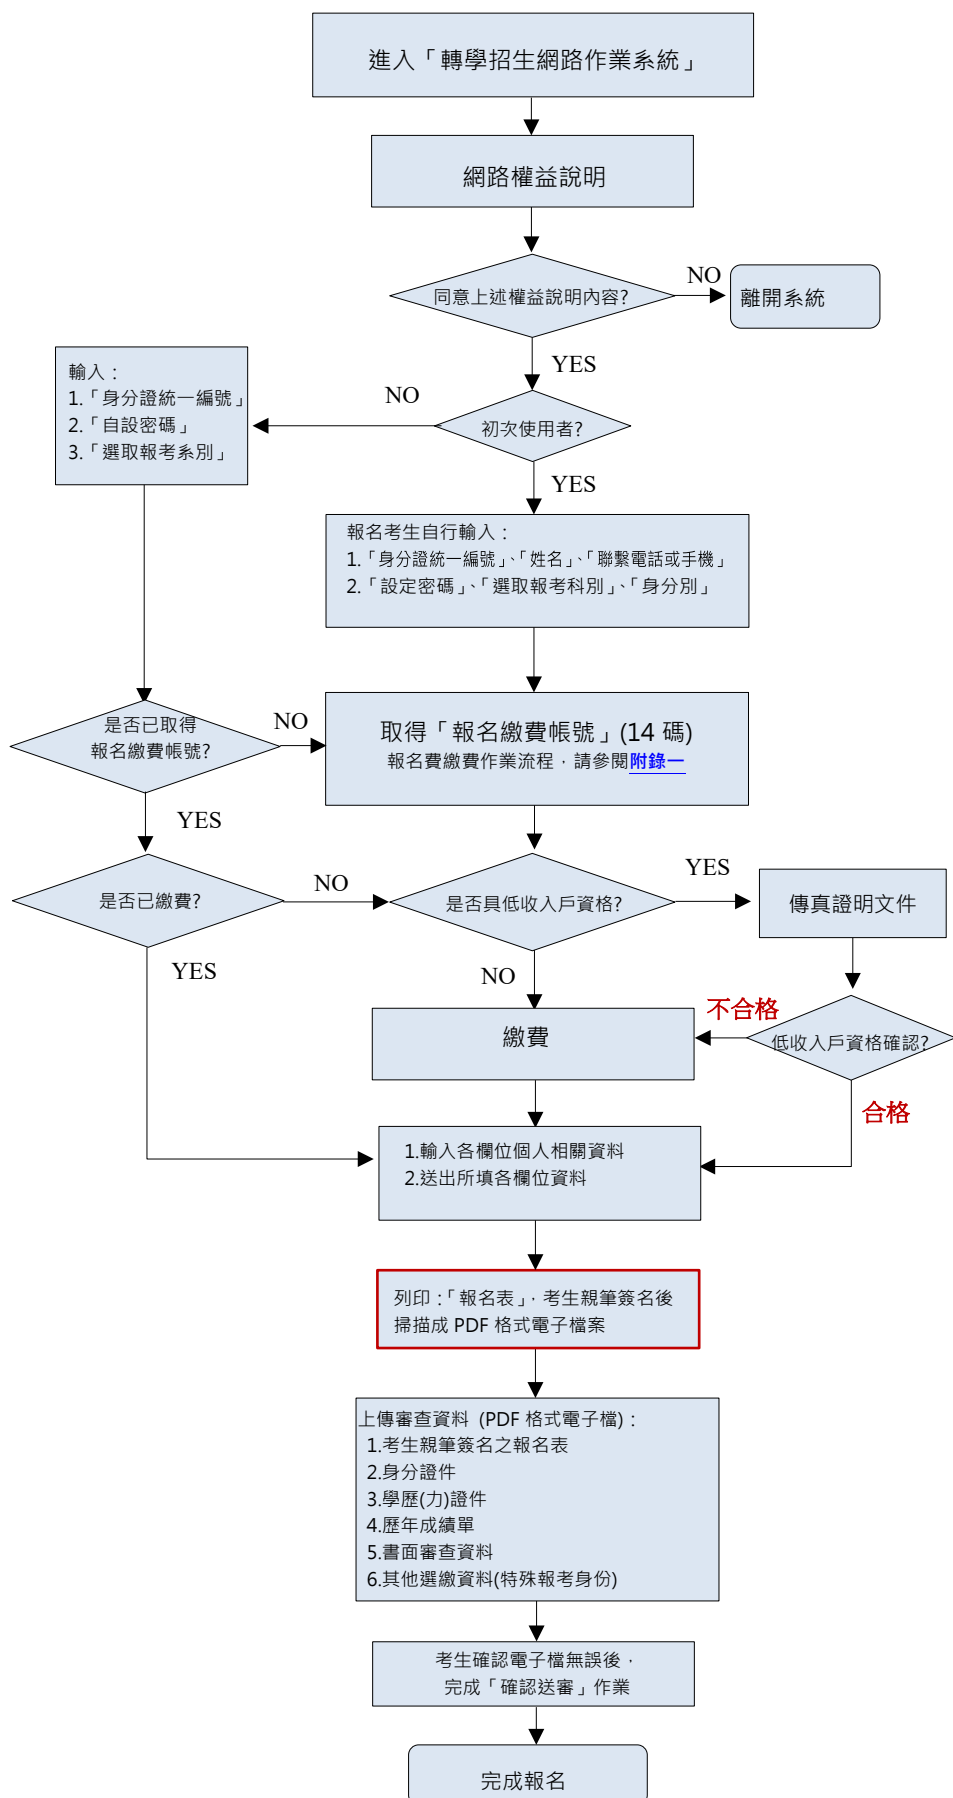 進入「轉學招生網路作業系統」
網路權益說明
同意上述權益說明內容?
NO
離開系統
YES
初次使用者?
NO
輸入：
1.「身分證統一編號」
2.「自設密碼」
3.「選取報考系別」
YES
報名考生自行輸入：
1.「身分證統一編號」、「姓名」、「聯繫電話或手機」
2.「設定密碼」、「選取報考科別」、「身分別」
是否已取得
報名繳費帳號?
NO
取得「報名繳費帳號」(14 碼)
報名費繳費作業流程，請參閱附錄一
YES
是否已繳費?
NO
是否具低收入戶資格?
YES
傳真證明文件
YES
NO
繳費
不合格
低收入戶資格確認?
合格
1.輸入各欄位個人相關資料
2.送出所填各欄位資料
列印：「報名表」，考生親筆簽名後
掃描成 PDF 格式電子檔案
上傳審查資料 (PDF 格式電子檔)：
1.考生親筆簽名之報名表
2.身分證件
3.學歷(力)證件
4.歷年成績單
5.書面審查資料
6.其他選繳資料(特殊報考身份)
考生確認電子檔無誤後，
完成「確認送審」作業
完成報名